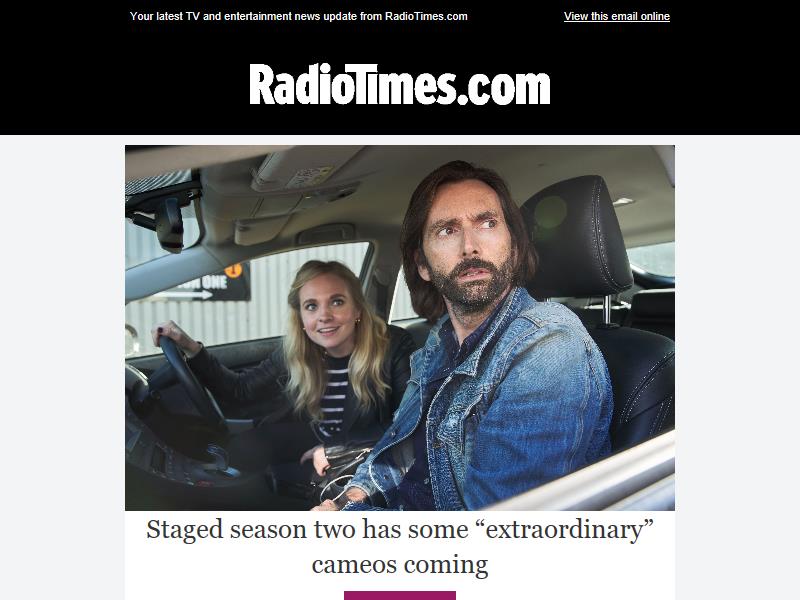 Your latest TV and entertainment news update from RadioTimes.com
View this email online
RadioTimes.com
ON ONE
Staged season two has some “extraordinary”
cameos coming